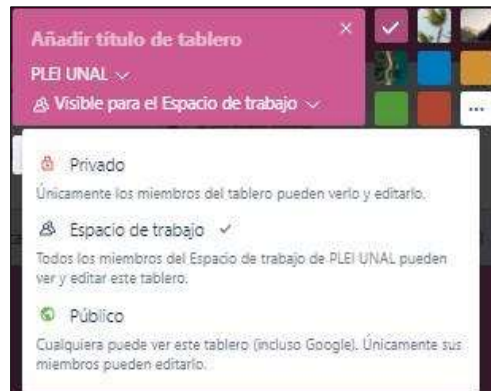 Añadir título de tablero
PLEI UNAL
Visible para el Espacio de trabajo
Privado
Únicamente los miembros del tablero pueden verlo y editarlo.
Espacio de trabajo
Todos los miembros del Espacio de trabajo de PLEI UNAL pueden
ver y editar este tablero.
Público
Cualquiera puede ver este tablero (incluso Google). Únicamente sus
miembros pueden editarlo.